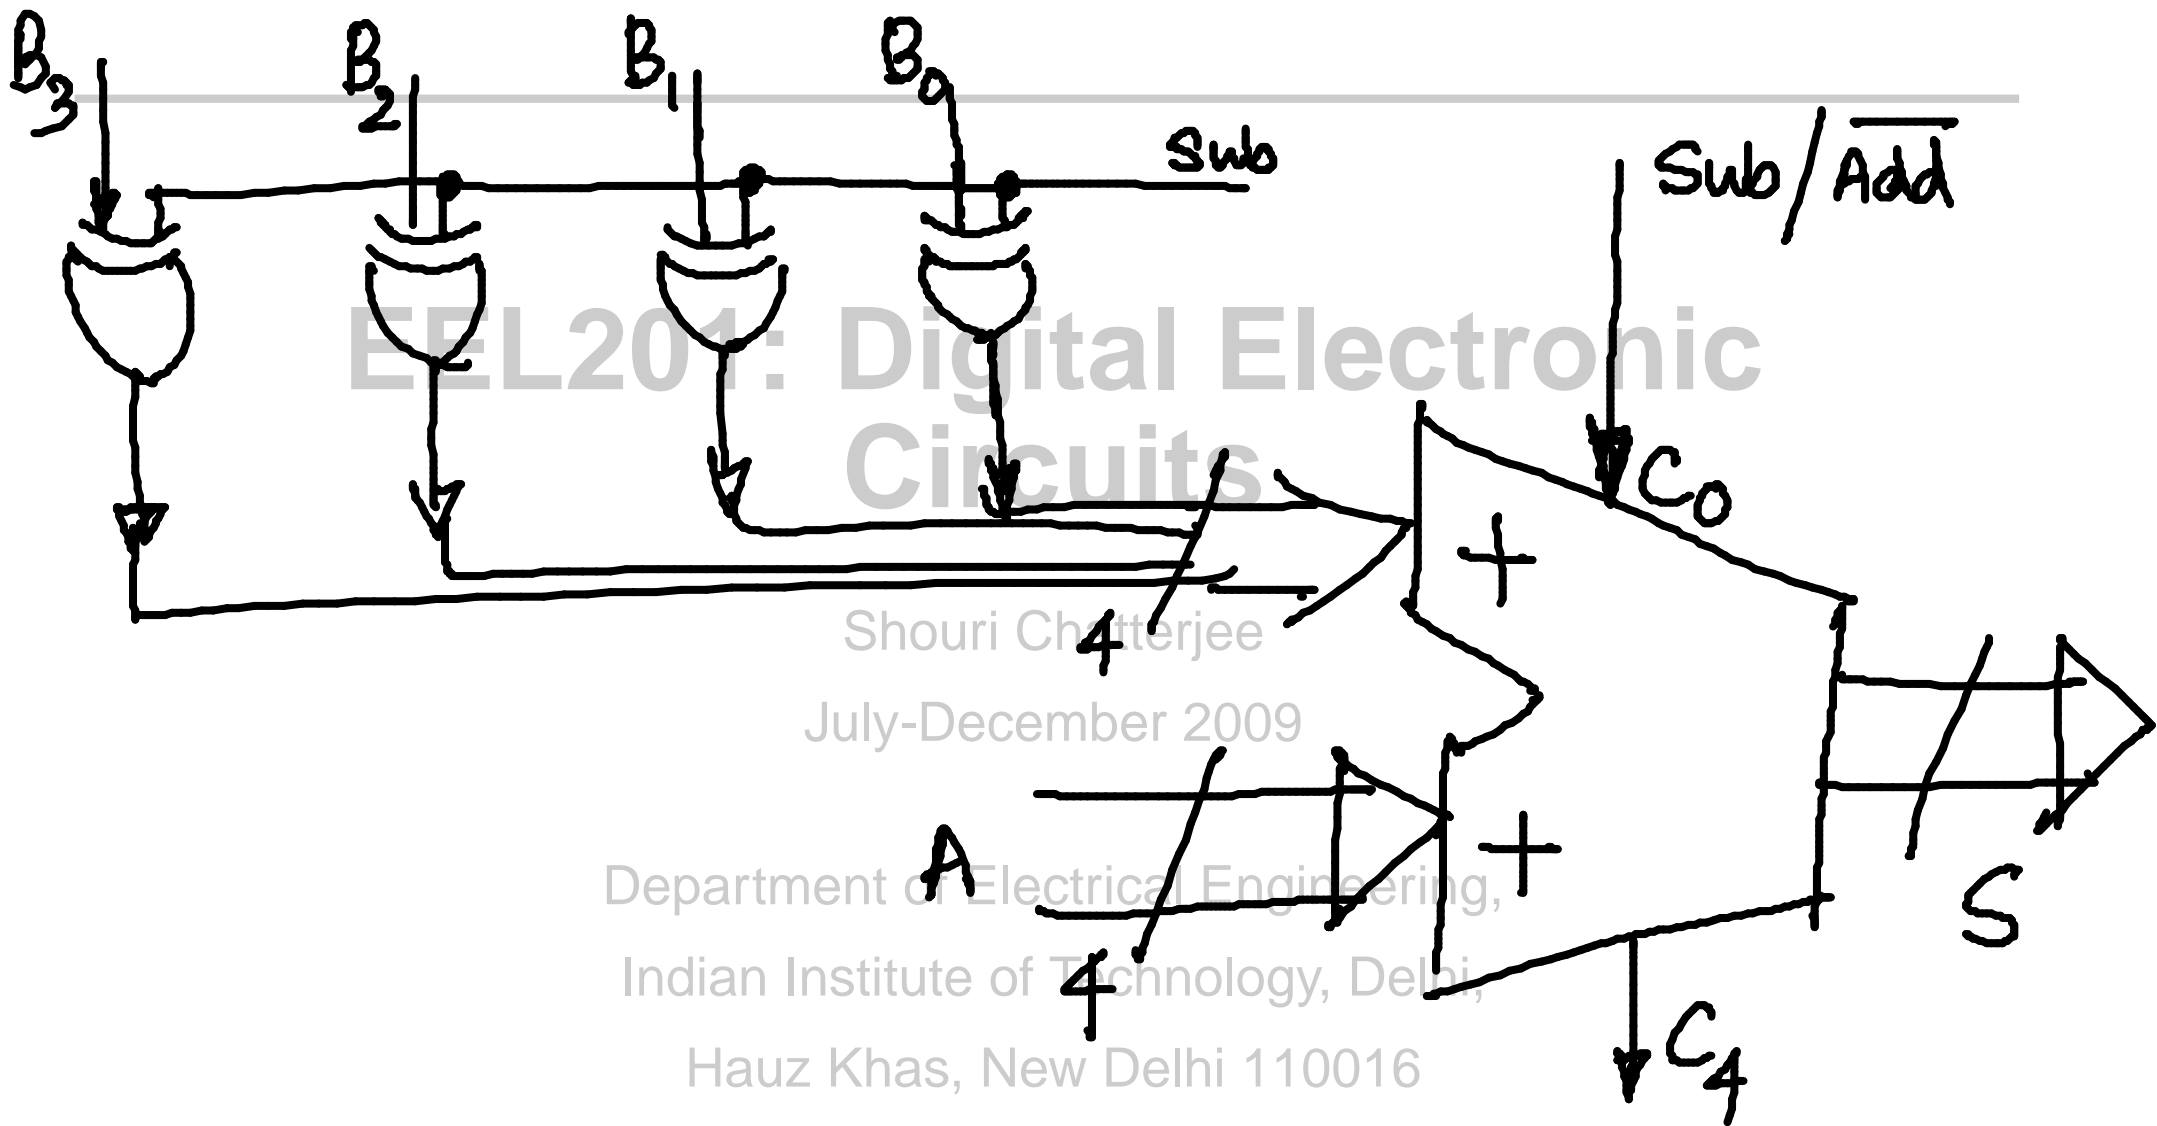 B3 B2 B1 B0
Sub
Sub/A̅d̅d̅
EEL201: Digital Electronic
Circuits
C0
+
4
Shouri Chatterjee
July-December 2009
A
+
Department of Electrical Engineering,
S
4
Indian Institute of Technology, Delhi,
C4
Hauz Khas, New Delhi 110016